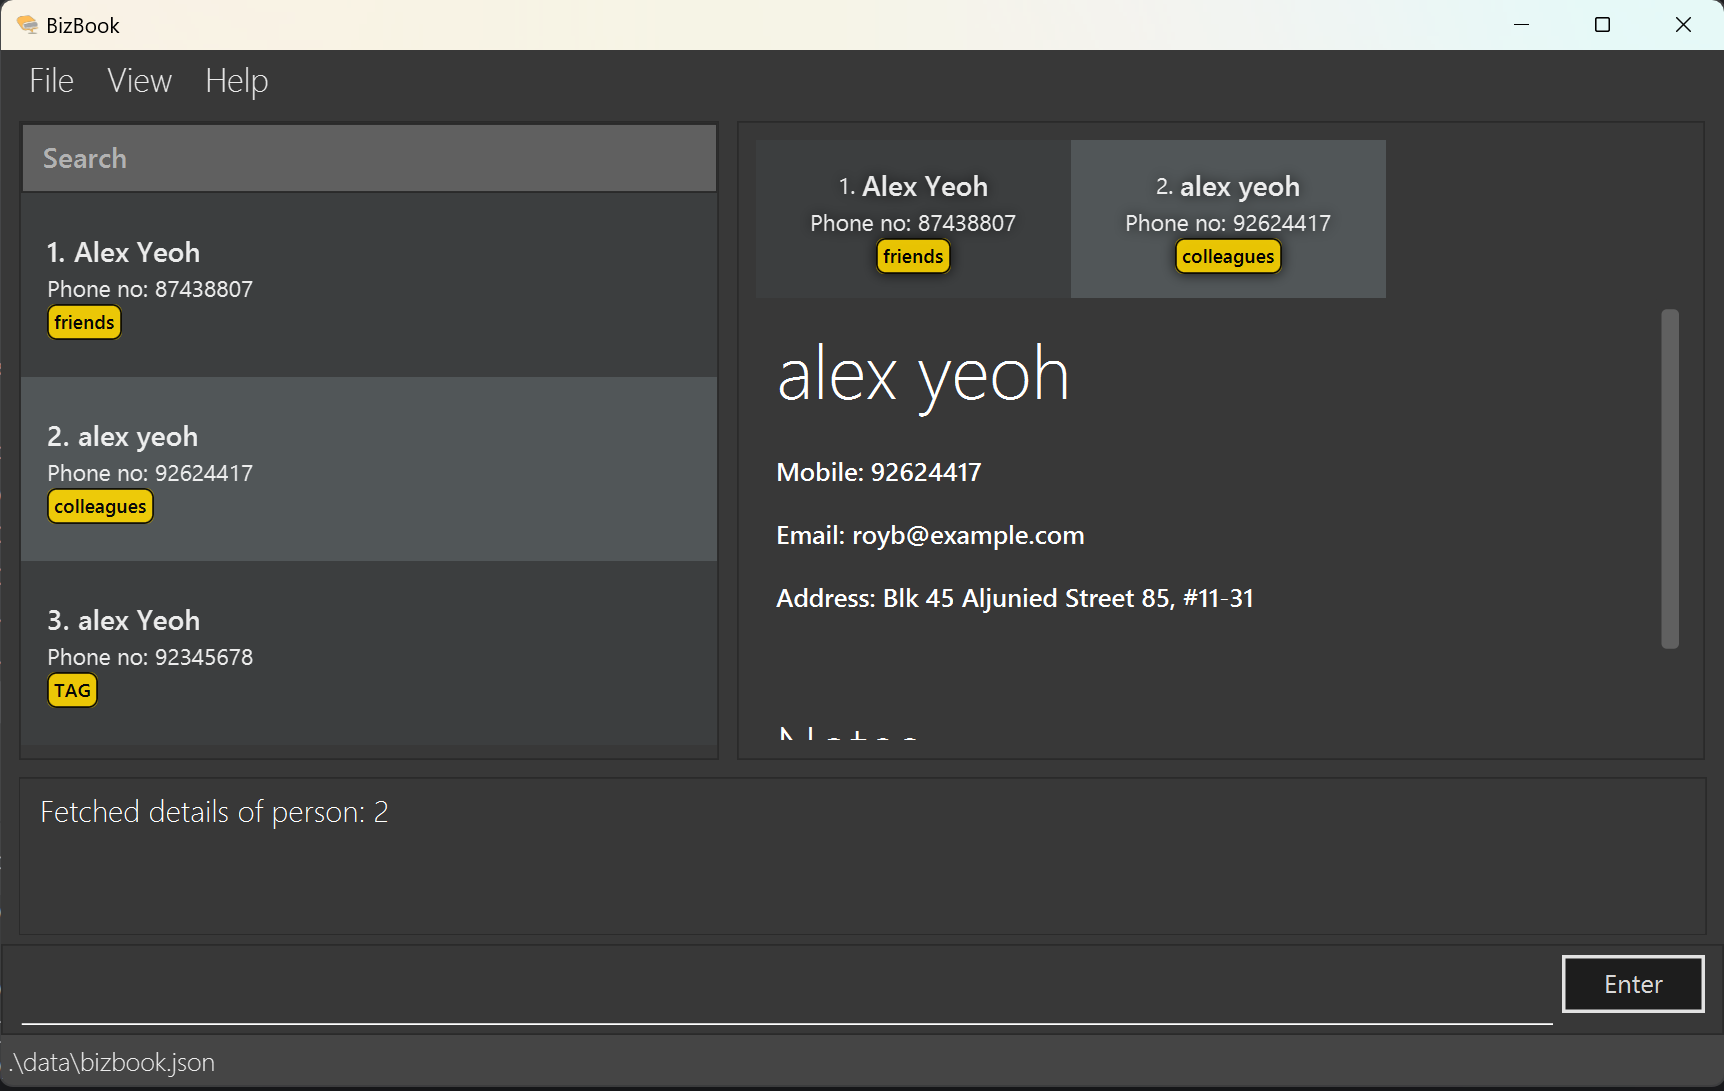 BizBook
File View Help
Search
1. Alex Yeoh
Phone no: 87438807
friends
2. alex yeoh
Phone no: 92624417
colleagues
3. alex Yeoh
Phone no: 92345678
TAG
1. Alex Yeoh
Phone no: 87438807
friends
2. alex yeoh
Phone no: 92624417
colleagues
alex yeoh
Mobile: 92624417
Email: royb@example.com
Address: Blk 45 Aljunied Street 85, #11-31
Notes
Fetched details of person: 2
Enter
.\data\bizbook.json